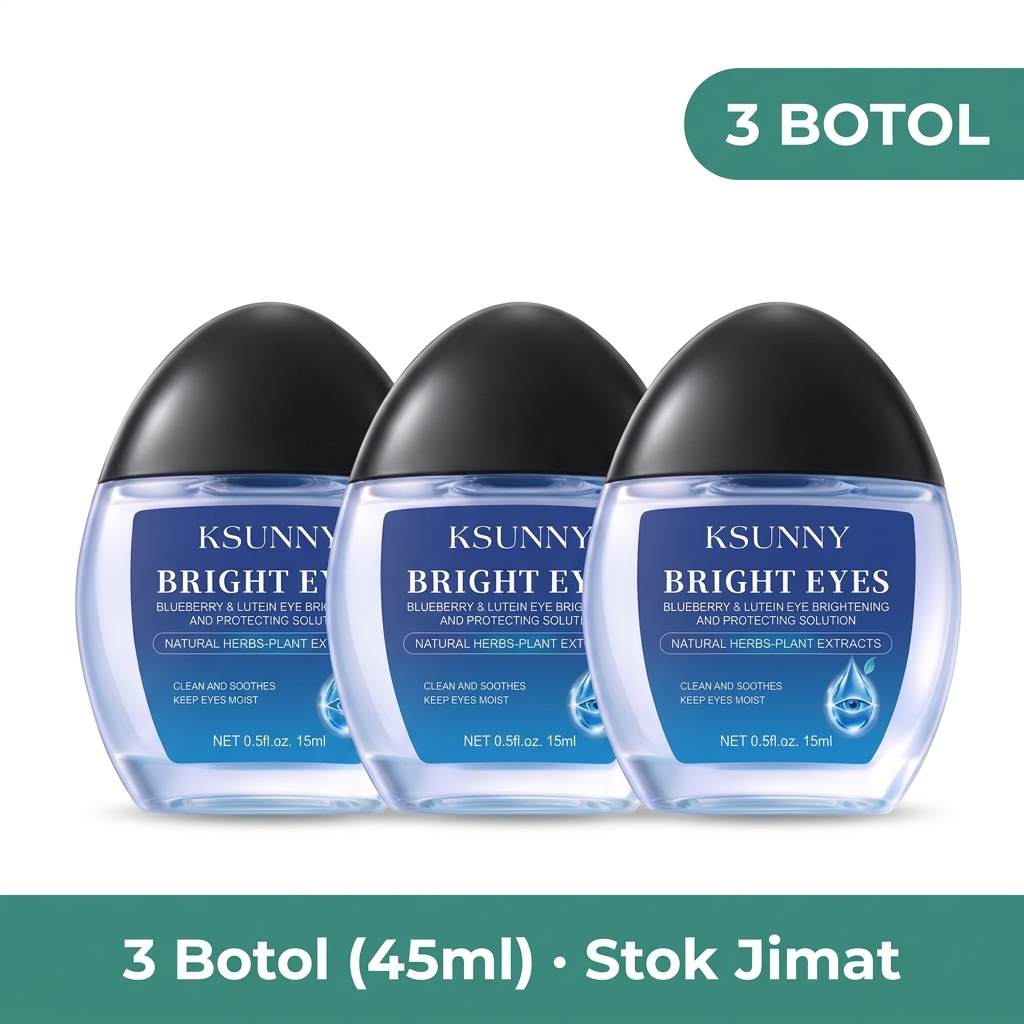 3 BOTOL
KSUNNY
BRIGHT EY
BLUEBERRY & LUTEIN EYE BRI
AND PROTECTING SOLUT
NATURAL HERBS-PLANT EX
CLEAN AND SOOTHES
KEEP EYES MOIST
NET 0.5fl.oz. 15ml
KSUNNY
BRIGHT EY
BLUEBERRY & LUTEIN EYE BRIG
AND PROTECTING SOLUT
NATURAL HERBS-PLANT EXT
CLEAN AND SOOTHES
KEEP EYES MOIST
NET 0.5fl.oz. 15ml
KSUNNY
BRIGHT EYES
BLUEBERRY & LUTEIN EYE BRIGHTENING
AND PROTECTING SOLUTION
NATURAL HERBS-PLANT EXTRACTS
CLEAN AND SOOTHES
KEEP EYES MOIST
NET 0.5fl.oz. 15ml
3 Botol (45ml) • Stok Jimat